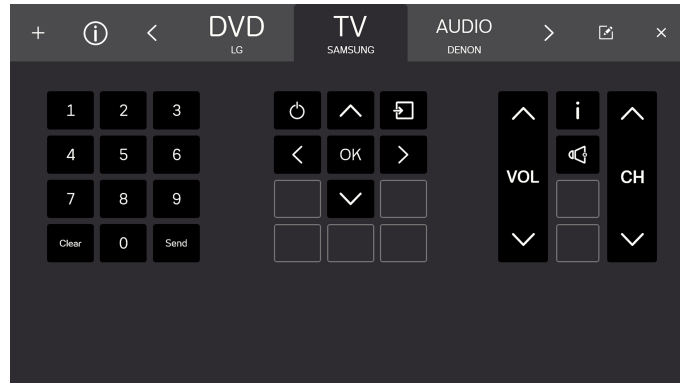 DVD
LG
TV
SAMSUNG
AUDIO
DENON
1 2 3
4 5 6
7 8 9
Clear 0 Send
OK
VOL
i
CH